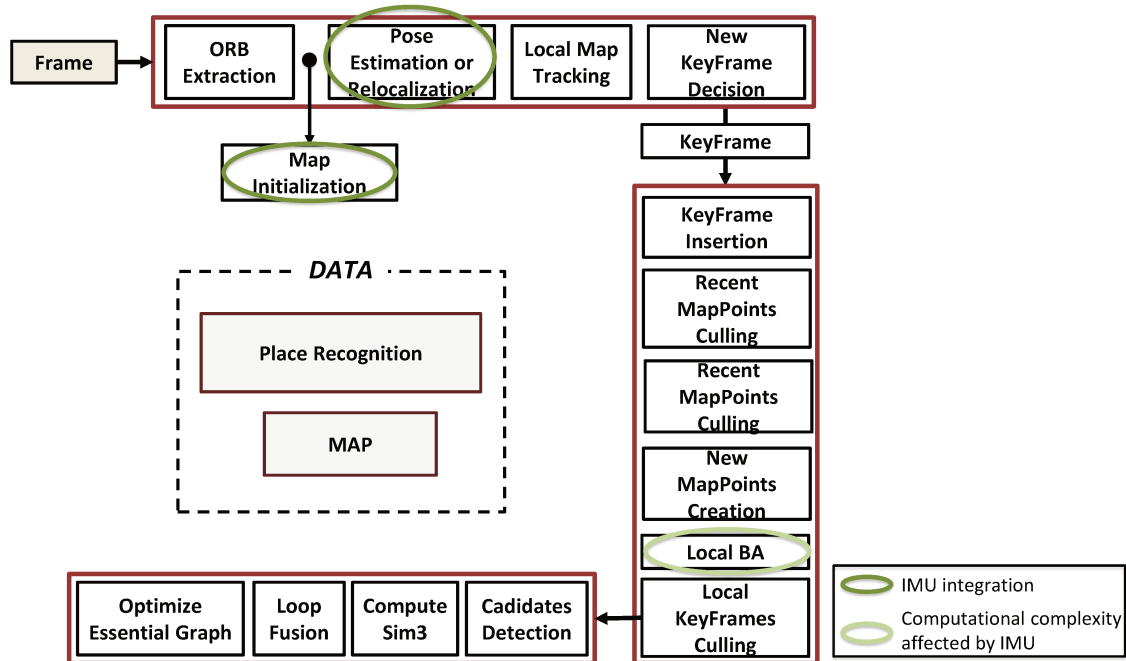 Frame
ORB
Extraction
Pose
Estimation or
Relocalization
Local Map
Tracking
New
KeyFrame
Decision
KeyFrame
Map
Initialization
KeyFrame
Insertion
Recent
MapPoints
Culling
Recent
MapPoints
Culling
New
MapPoints
Creation
Local BA
Local
KeyFrames
Culling
DATA
Place Recognition
MAP
Optimize
Essential Graph
Loop
Fusion
Compute
Sim3
Cadidates
Detection
IMU integration
Computational complexity
affected by IMU